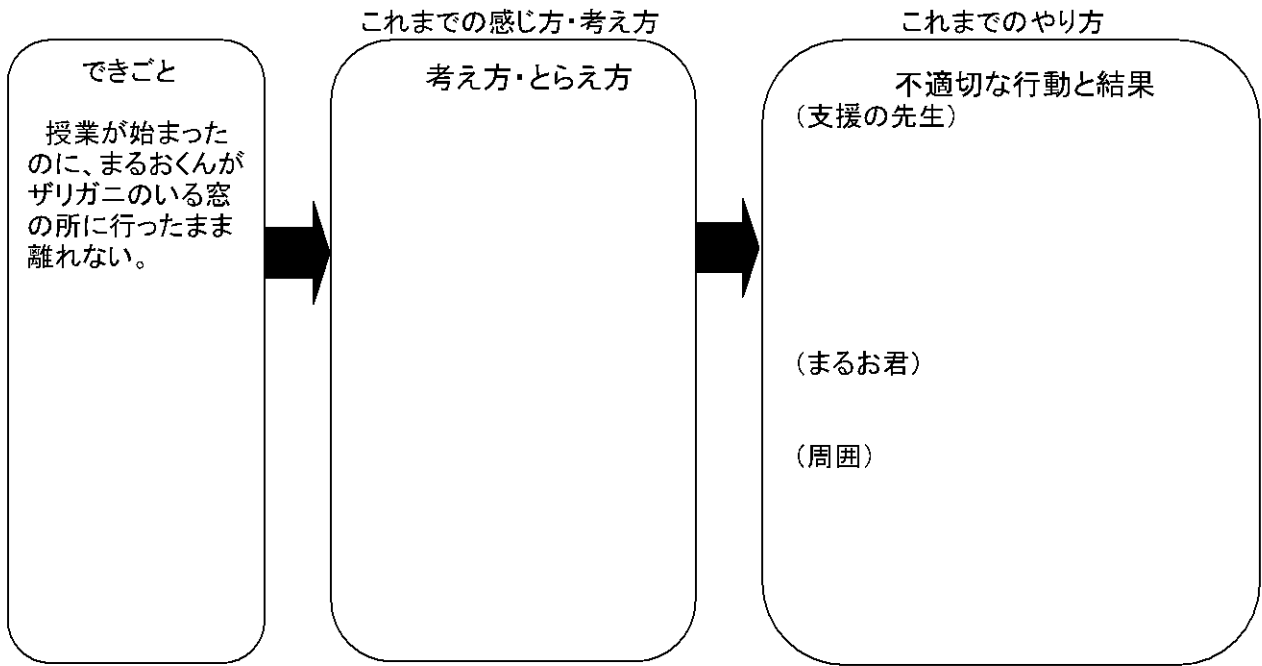 これまでの感じ方・考え方
これまでのやり方
できごと
授業が始まった
のに、まるおくんが
ザリガニのいる窓
の所に行ったまま
離れない。
考え方・とらえ方
不適切な行動と結果
（支援の先生）
（まるお君）
（周囲）